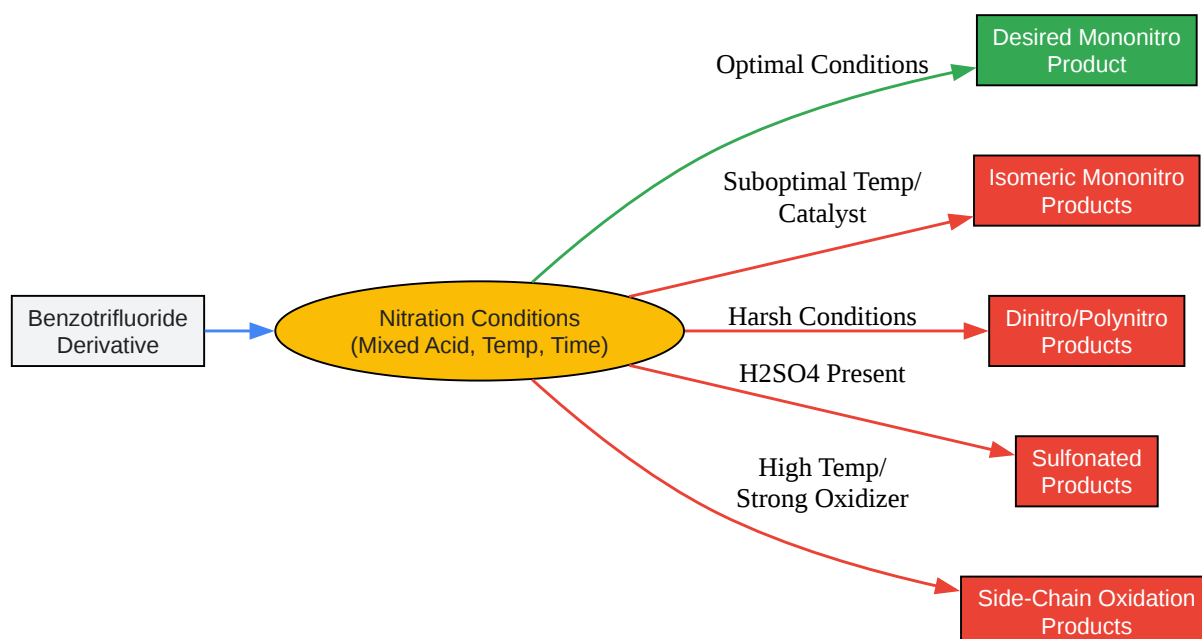 Desired Mononitro
Product
Optimal Conditions
Isomeric Mononitro
Products
Suboptimal Temp/
Catalyst
Benzotrifluoride
Derivative
Nitration Conditions
(Mixed Acid, Temp, Time)
Harsh Conditions
Dinitro/Polynitro
Products
H2SO4 Present
Sulfonated
Products
High Temp/
Strong Oxidizer
Side-Chain Oxidation
Products